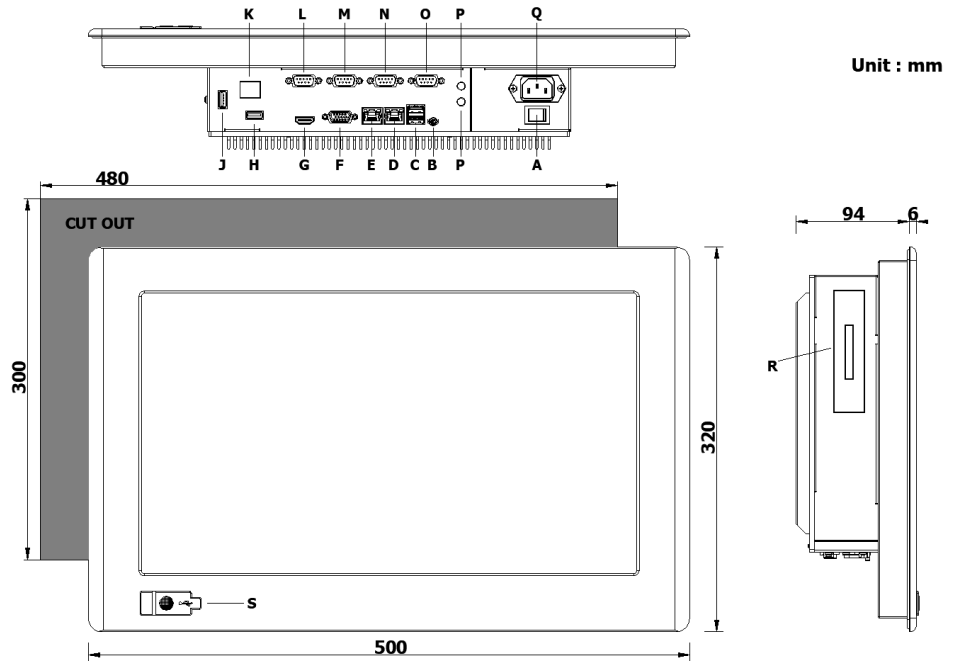 K L M N O P Q
Unit : mm
J H G F E D C B P A
480
CUT OUT
94 6
300
320
R
S
500